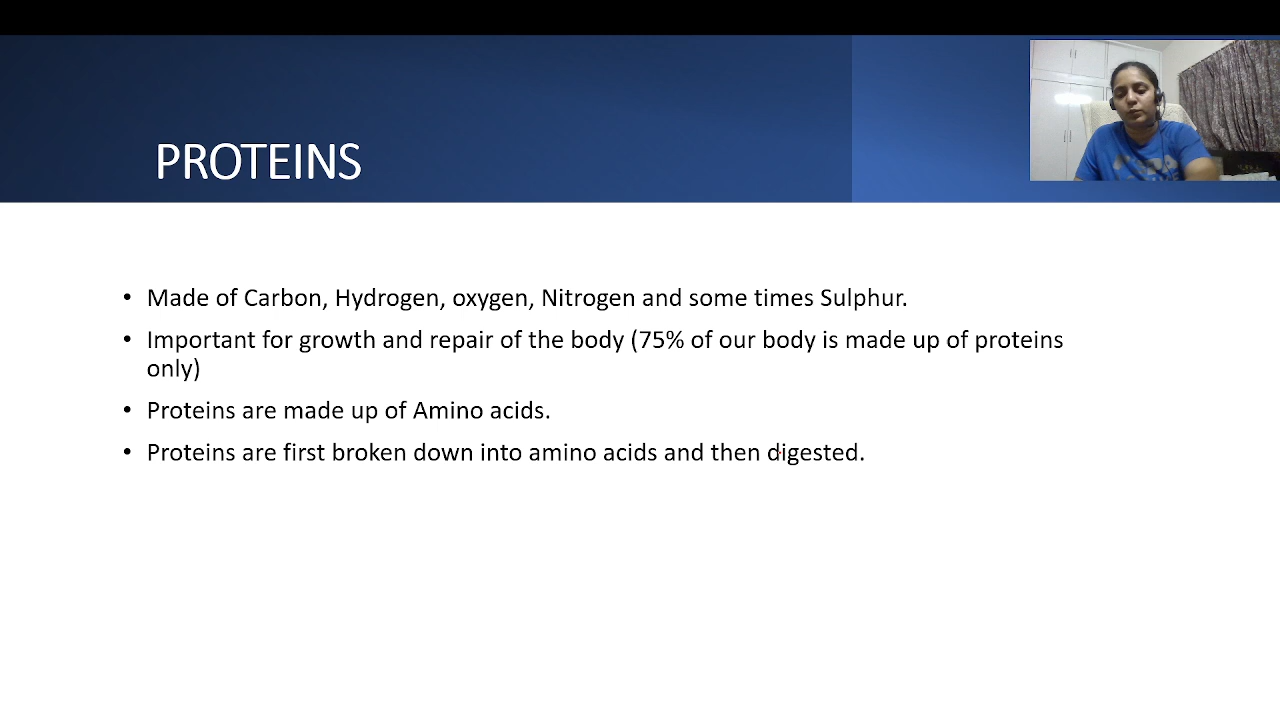 PROTEINS
• Made of Carbon, Hydrogen, oxygen, Nitrogen and some times Sulphur.
• Important for growth and repair of the body (75% of our body is made up of proteins
only)
• Proteins are made up of Amino acids.
• Proteins are first broken down into amino acids and then digested.